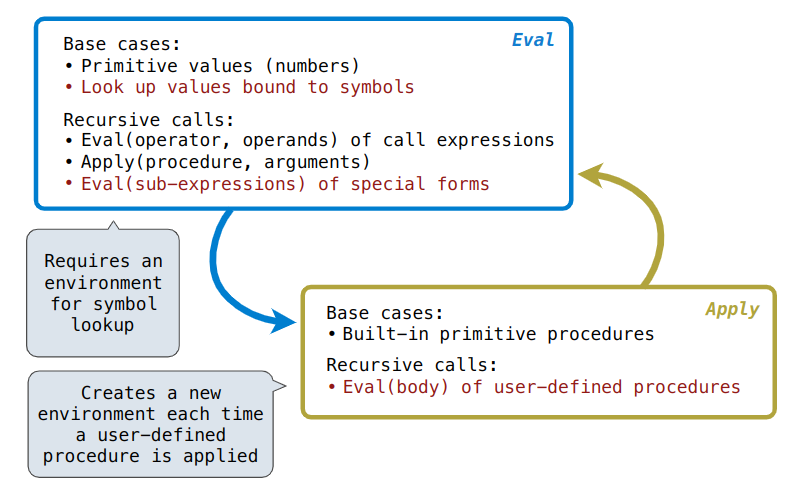 Eval
Base cases:
• Primitive values (numbers)
• Look up values bound to symbols
Recursive calls:
• Eval(operator, operands) of call expressions
• Apply(procedure, arguments)
• Eval(sub-expressions) of special forms
Requires an
environment
for symbol
lookup
Apply
Base cases:
• Built-in primitive procedures
Recursive calls:
• Eval(body) of user-defined procedures
Creates a new
environment each time
a user-defined
procedure is applied